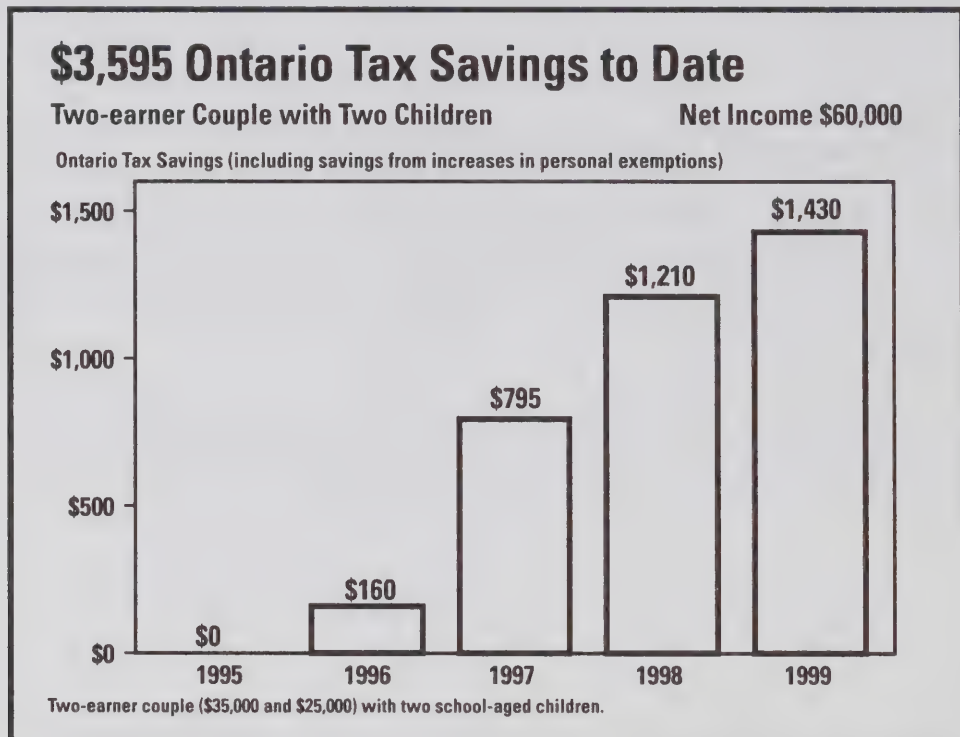 $3,595 Ontario Tax Savings to Date
Two-earner Couple with Two Children Net Income $60,000
Ontario Tax Savings (including savings from increases in personal exemptions)
$1,500
$1,000
$500
$0
$0
$160
$795
$1,210
$1,430
1995 1996 1997 1998 1999
Two-earner couple ($35,000 and $25,000) with two school-aged children.